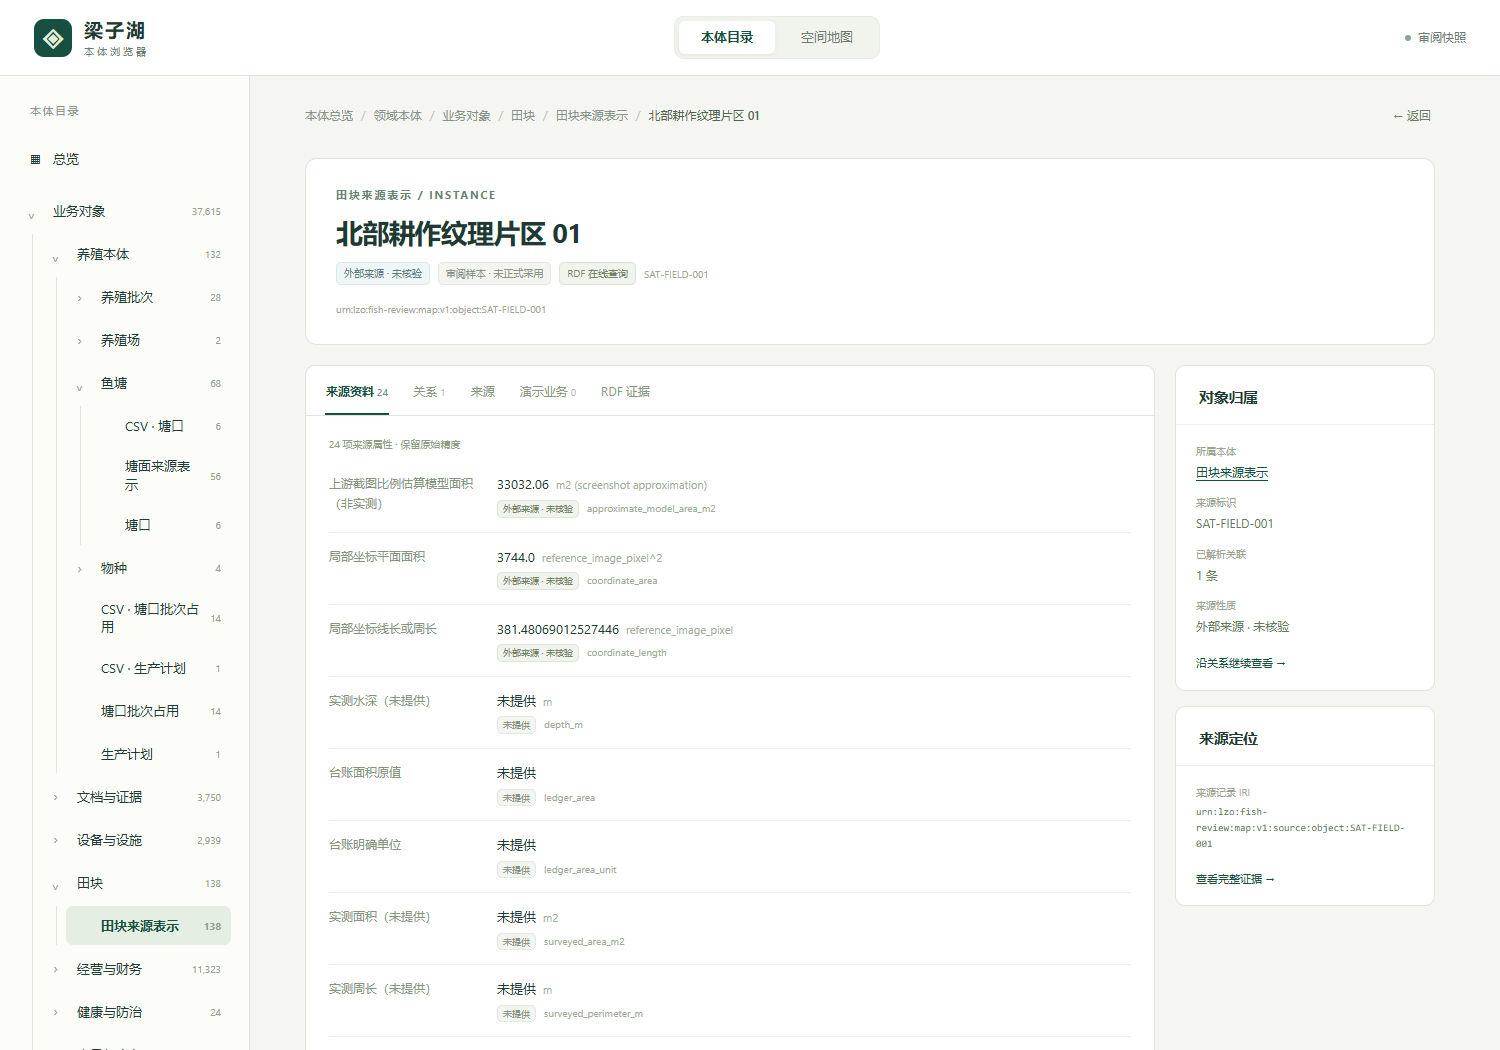 梁子湖
本体浏览器
本体目录
空间地图
审阅快照
本体目录
总览
业务对象 37,615
养殖本体 132
养殖批次 28
养殖场 2
鱼塘 68
CSV · 塘口 6
塘面来源表
示 56
塘口 6
物种 4
CSV · 塘口批次占
用 14
CSV · 生产计划 1
塘口批次占用 14
生产计划 1
文档与证据 3,750
设备与设施 2,939
田块 138
田块来源表示 138
经营与财务 11,323
健康与防治 24
本体总览 / 领域本体 / 业务对象 / 田块 / 田块来源表示 / 北部耕作纹理片区 01
← 返回
田块来源表示 / INSTANCE
北部耕作纹理片区 01
外部来源 · 未核验 审阅样本 · 未正式采用 RDF 在线查询 SAT-FIELD-001
urn:lzo:fish-review:map:v1:object:SAT-FIELD-001
来源资料 24 关系 1 来源 演示业务 0 RDF 证据
24 项来源属性 · 保留原始精度
上游截图比例估算模型面积
（非实测）
33032.06 m2 (screenshot approximation)
外部来源 · 未核验 approximate_model_area_m2
局部坐标平面面积
3744.0 reference_image_pixel^2
外部来源 · 未核验 coordinate_area
局部坐标线长或周长
381.48069012527446 reference_image_pixel
外部来源 · 未核验 coordinate_length
实测水深（未提供）
未提供 m
未提供 depth_m
台账面积原值
未提供
未提供 ledger_area
台账明确单位
未提供
未提供 ledger_area_unit
实测面积（未提供）
未提供 m2
未提供 surveyed_area_m2
实测周长（未提供）
未提供 m
未提供 surveyed_perimeter_m
对象归属
所属本体
田块来源表示
来源标识
SAT-FIELD-001
已解析关联
1 条
来源性质
外部来源 · 未核验
沿关系继续查看 →
来源定位
来源记录 IRI
urn:lzo:fish-
review:map:v1:source:object:SAT-FIELD-
001
查看完整证据 →